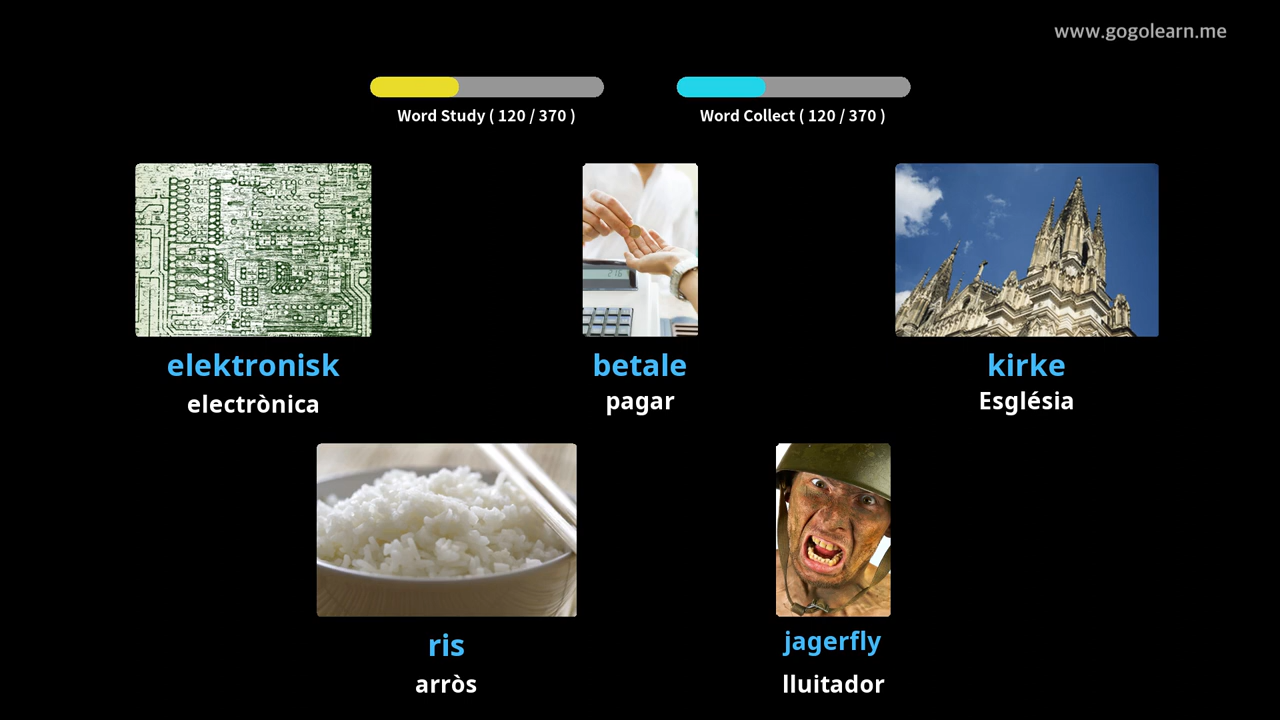 www.gogolearn.me
Word Study ( 120 / 370 )
Word Collect ( 120 / 370 )
elektronisk
electrònica
betale
pagar
kirke
Església
ris
arròs
jagerfly
lluitador